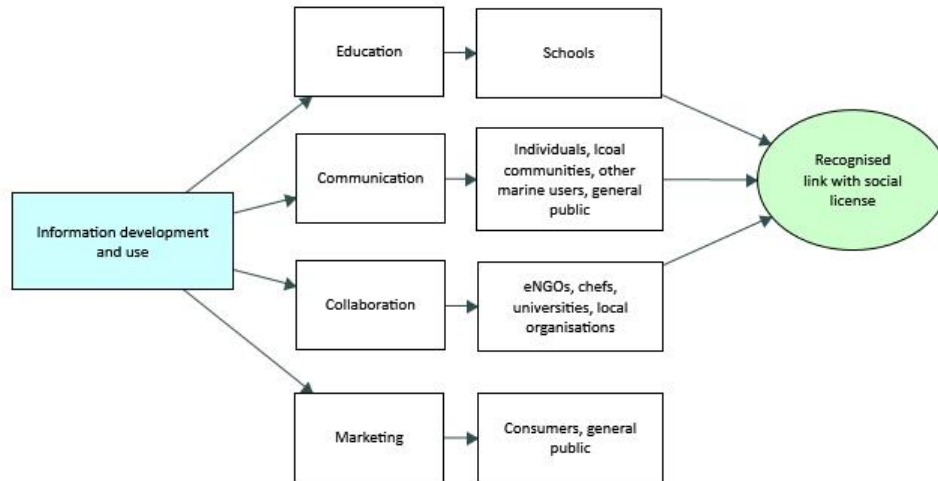 Education
Schools
Communication
Individuals, lcoal
communities, other
marine users, general
public
Recognised
link with social
license
Information development
and use
Collaboration
eNGOs, chefs,
universities, local
organisations
Marketing
Consumers, general
public